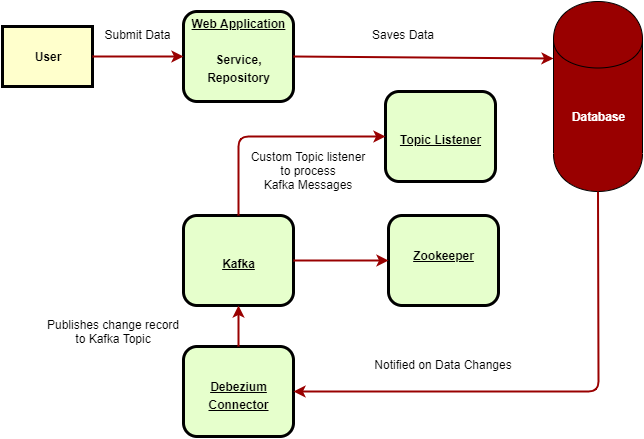 User
Submit Data
Web Application
Service,
Repository
Saves Data
Database
Topic Listener
Custom Topic listener
to process
Kafka Messages
Kafka
Zookeeper
Publishes change record
to Kafka Topic
Debezium
Connector
Notified on Data Changes